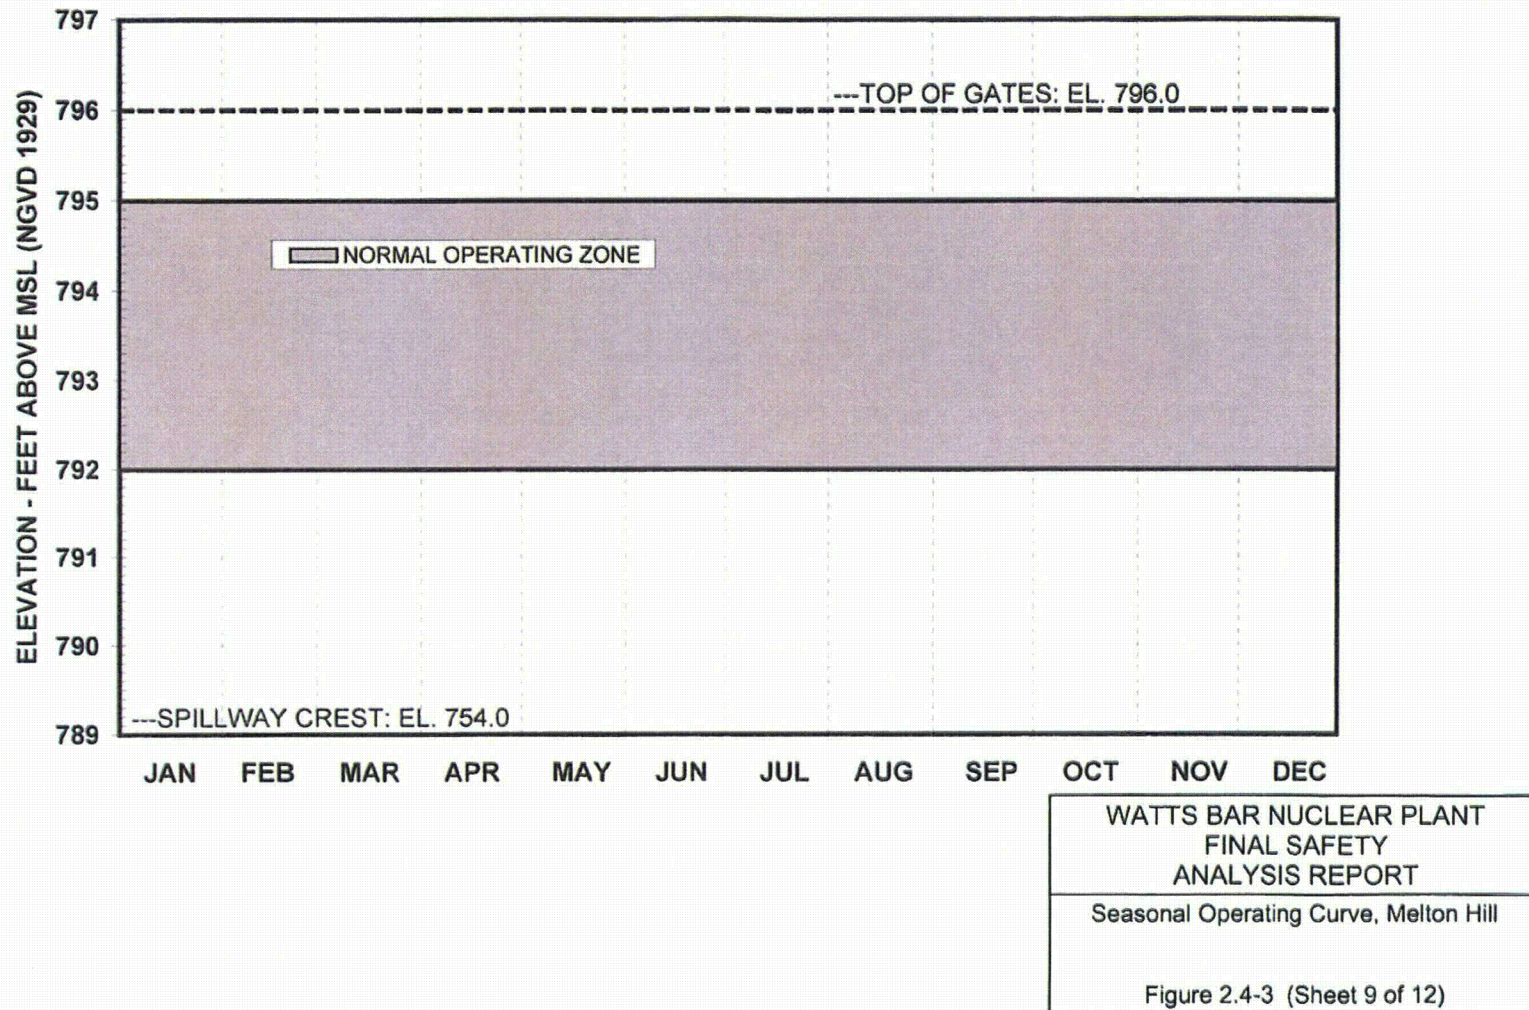 797
796
795
794
793
792
791
790
789
ELEVATION - FEET ABOVE MSL (NGVD 1929)
---TOP OF GATES: EL. 796.0
NORMAL OPERATING ZONE
---SPILLWAY CREST: EL. 754.0
JAN FEB MAR APR MAY JUN JUL AUG SEP OCT NOV DEC
WATTS BAR NUCLEAR PLANT
FINAL SAFETY
ANALYSIS REPORT
Seasonal Operating Curve, Melton Hill
Figure 2.4-3 (Sheet 9 of 12)